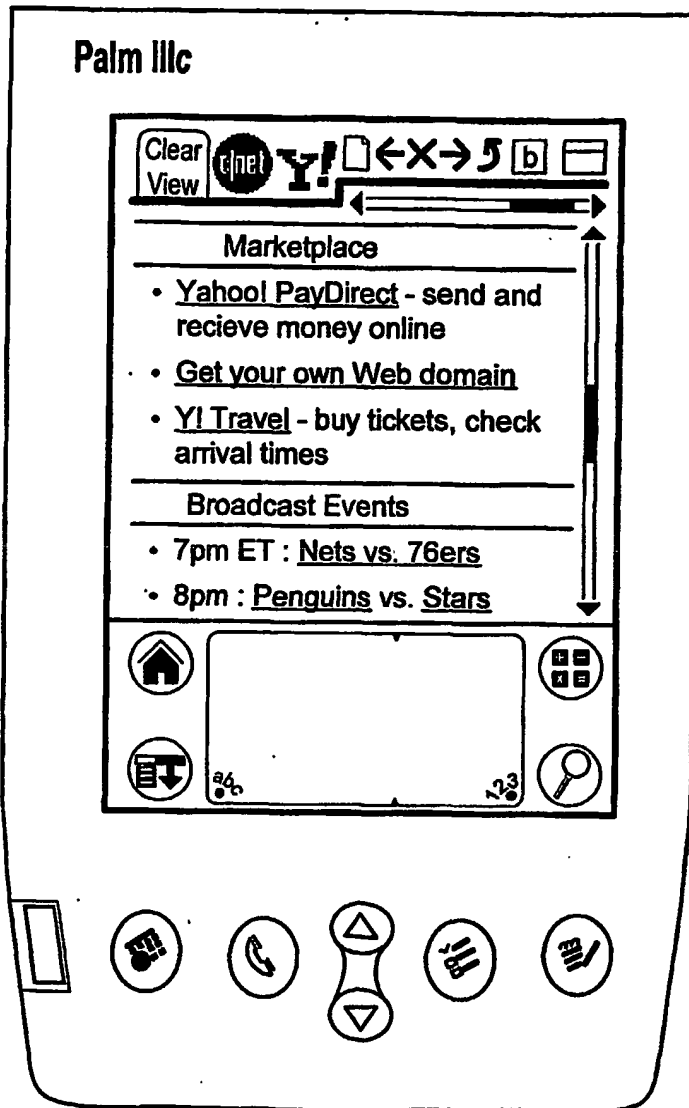 Palm IIIc
Clear
View
c|net
Y!
b
Marketplace
• Yahoo! PayDirect - send and
recieve money online
• Get your own Web domain
• Y! Travel - buy tickets, check
arrival times
Broadcast Events
• 7pm ET : Nets vs. 76ers
• 8pm : Penguins vs. Stars
abc
123